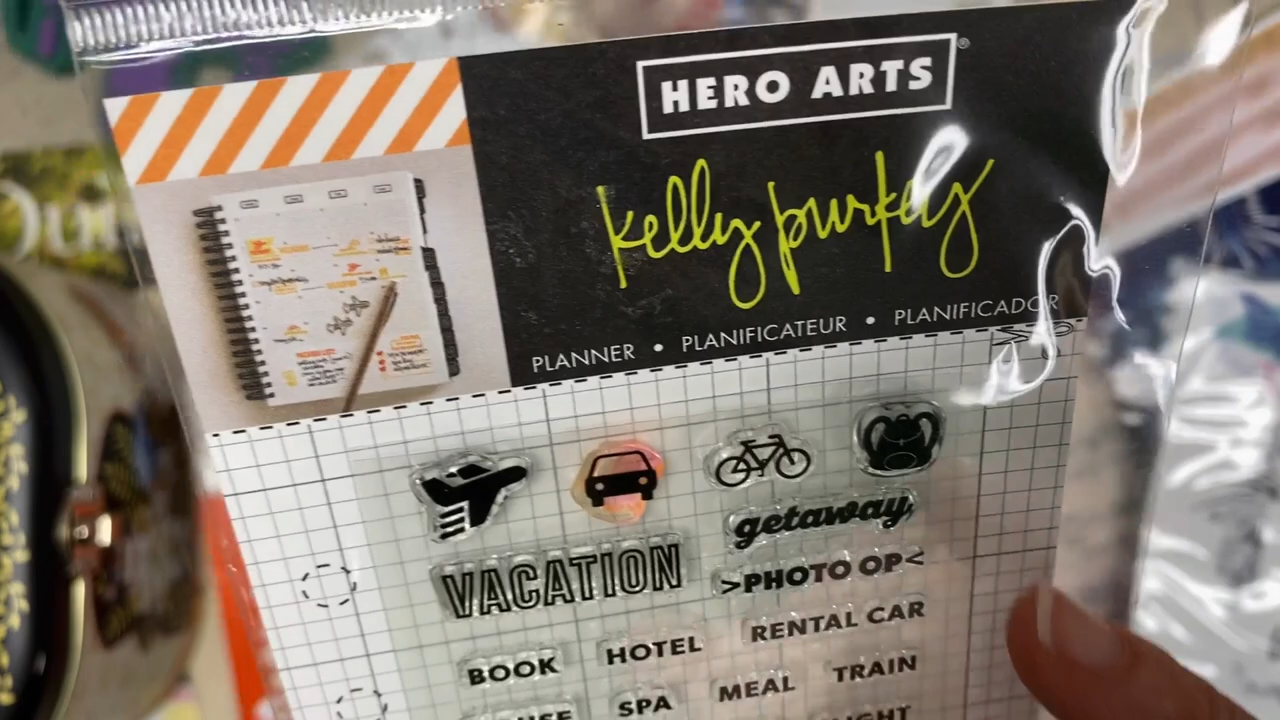 HERO ARTS®
kelly purkey
PLANNER • PLANIFICATEUR • PLANIFICADOR
getaway
VACATION
>PHOTO OP<
BOOK
HOTEL
RENTAL CAR
SPA
MEAL
TRAIN